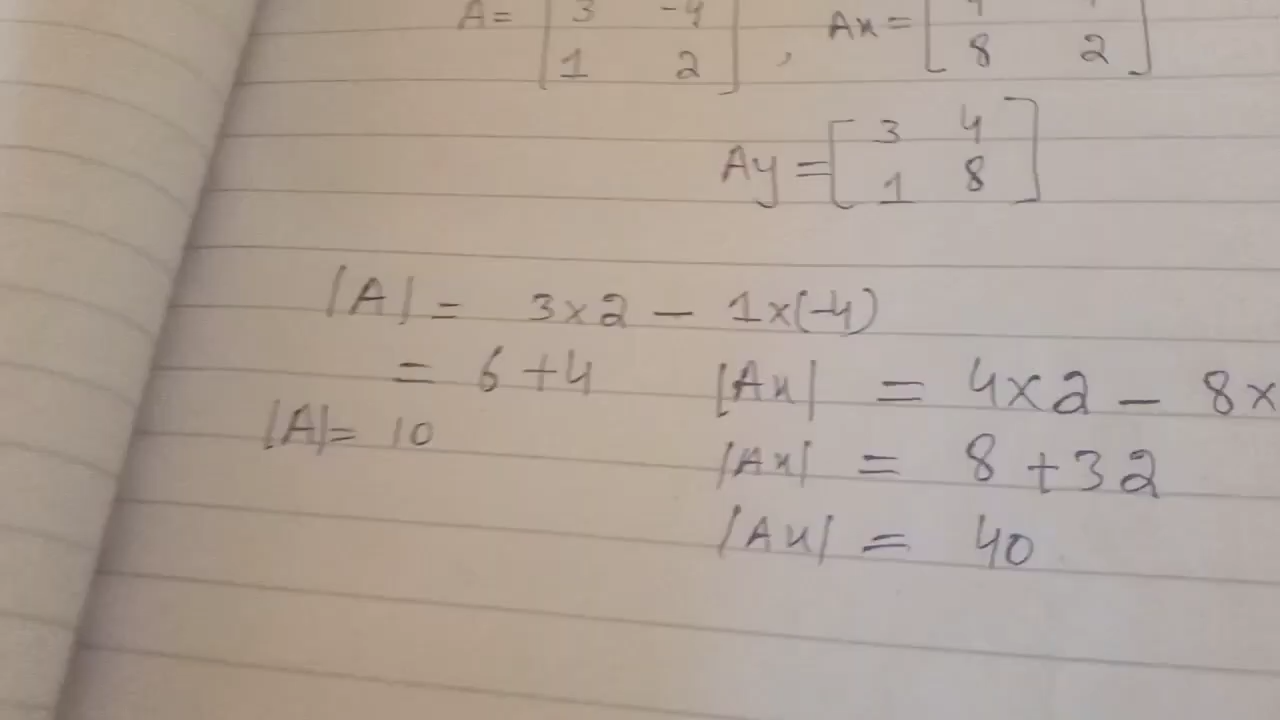 A = [ 3 -4 , Ax = [
1 2 ] 8 2 ]
Ay = [ 3 4
1 8 ]
|A| = 3x2 - 1x(-4)
= 6+4
|A| = 10
|Ax| = 4x2 - 8x
|Ax| = 8+32
|Ax| = 40